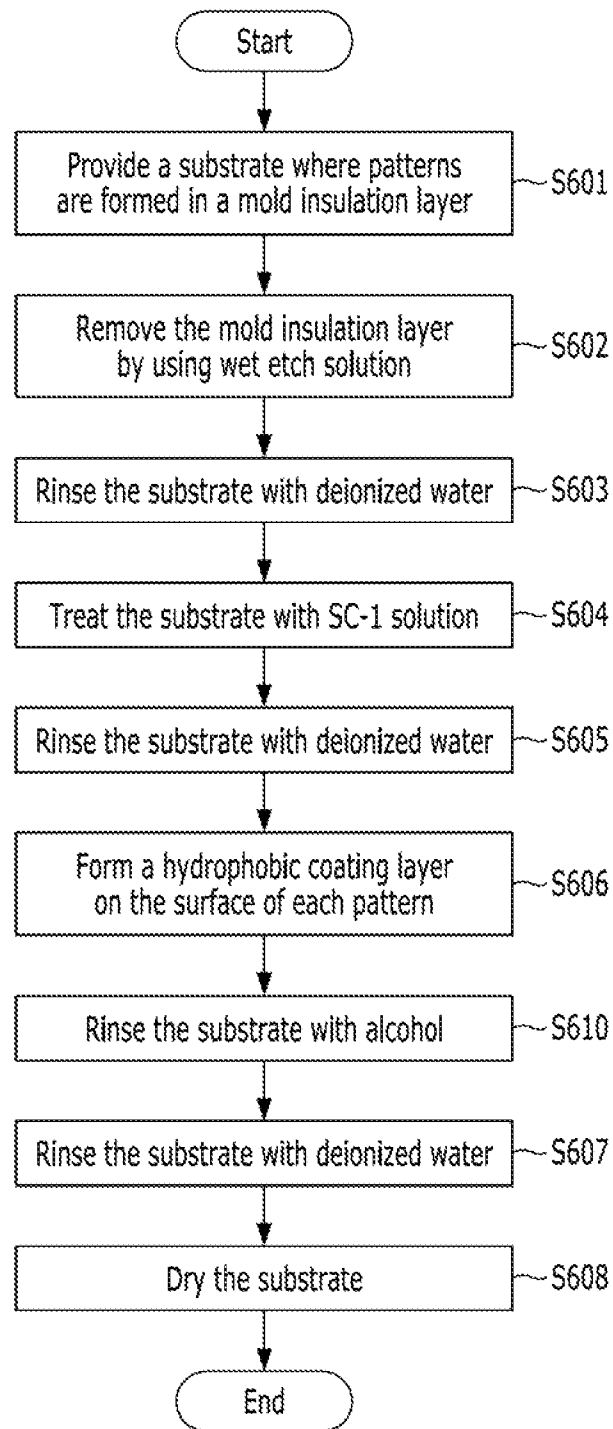 Start
Provide a substrate where patterns
are formed in a mold insulation layer
S601
Remove the mold insulation layer
by using wet etch solution
S602
Rinse the substrate with deionized water
S603
Treat the substrate with SC-1 solution
S604
Rinse the substrate with deionized water
S605
Form a hydrophobic coating layer
on the surface of each pattern
S606
Rinse the substrate with alcohol
S610
Rinse the substrate with deionized water
S607
Dry the substrate
S608
End